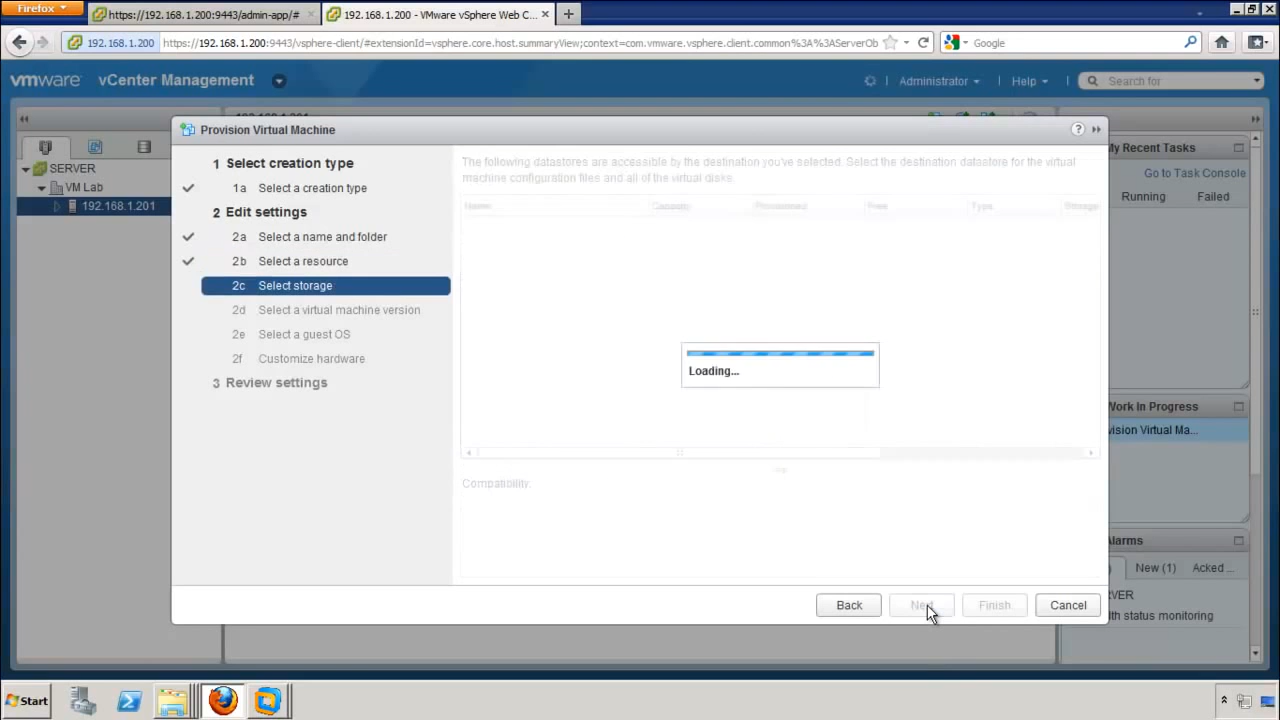 Firefox
https://192.168.1.200:9443/admin-app/#
192.168.1.200 - VMware vSphere Web C...
192.168.1.200
https://192.168.1.200:9443/vsphere-client/#extensionId=vsphere.core.host.summaryView;context=com.vmware.vsphere.client.common%3A%3AServerOb
Google
vmware vCenter Management
Administrator
Help
Search for
Provision Virtual Machine
SERVER
VM Lab
192.168.1.201
1 Select creation type
1a Select a creation type
2 Edit settings
2a Select a name and folder
2b Select a resource
2c Select storage
2d Select a virtual machine version
2e Select a guest OS
2f Customize hardware
3 Review settings
The following datastores are accessible by the destination you've selected. Select the destination datastore for the virtual
machine configuration files and all of the virtual disks.
Name Capacity Provisioned Free Type Storage
Loading...
Compatibility:
Back Next Finish Cancel
My Recent Tasks
Go to Task Console
Running Failed
Work In Progress
vision Virtual Ma...
Alarms
) New (1) Acked ...
RVER
lth status monitoring
Start